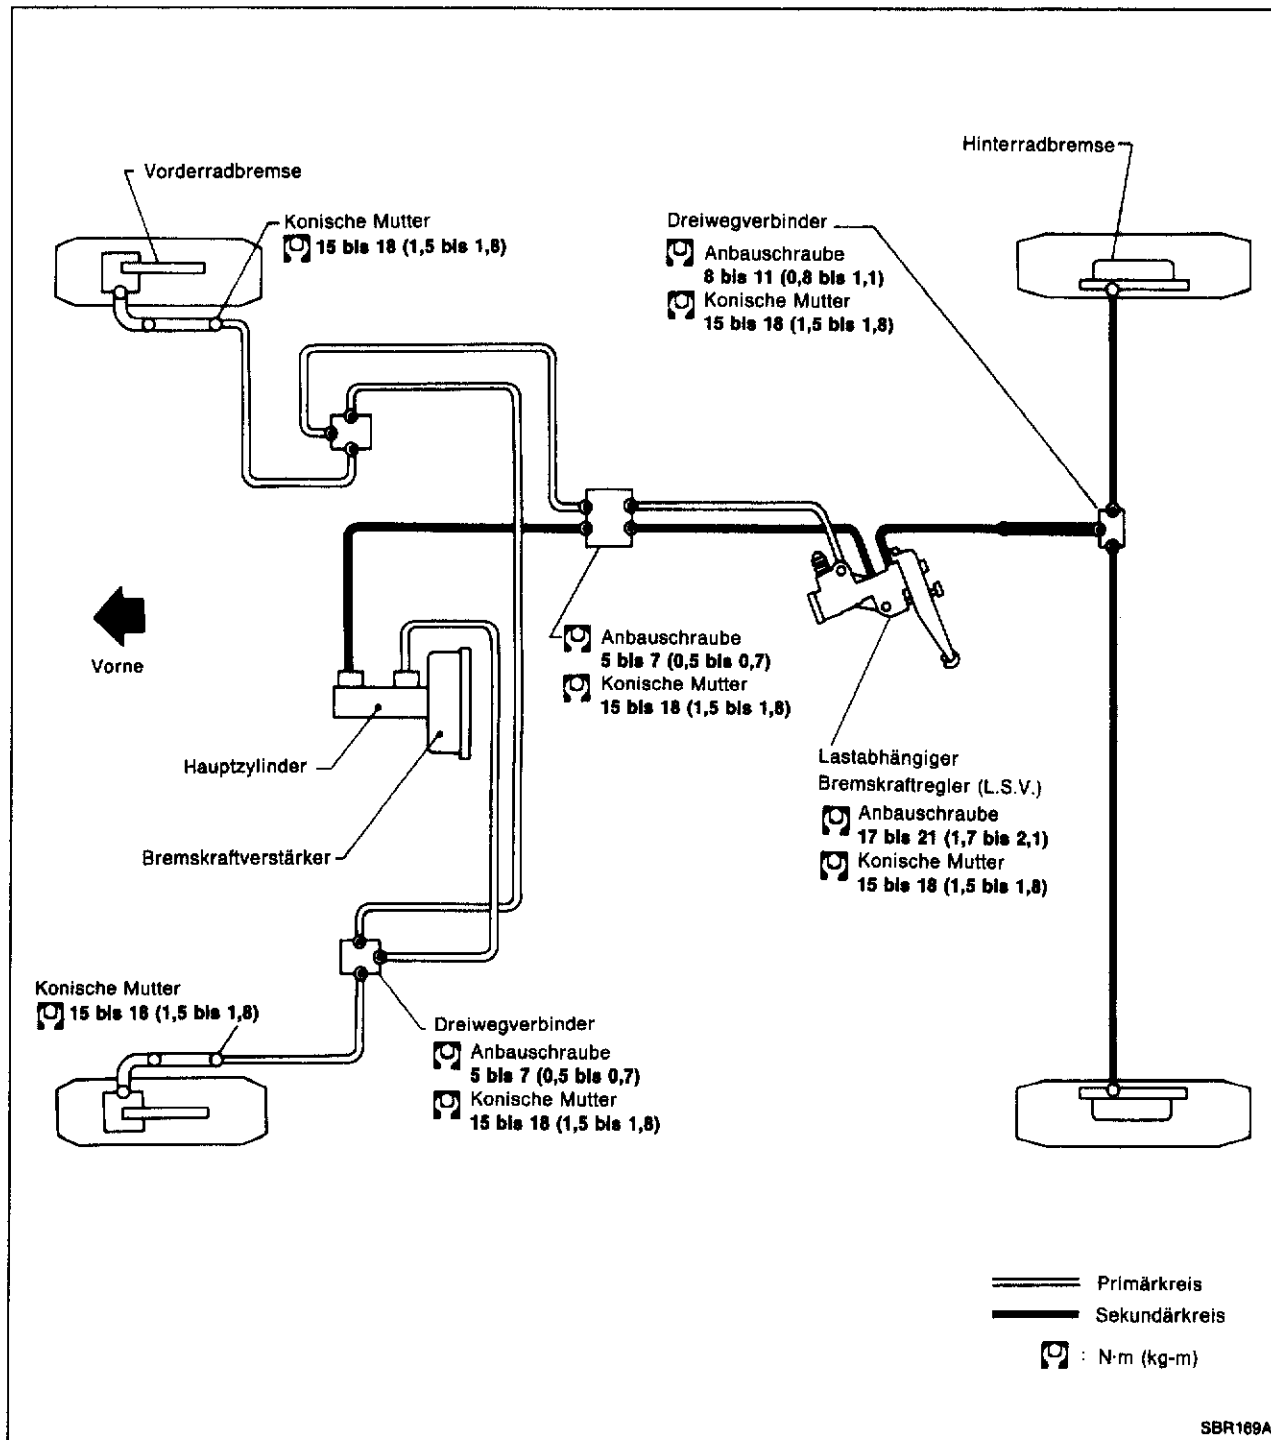 Hinterradbremse
Vorderradbremse
Konische Mutter
15 bis 18 (1,5 bis 1,8)
Dreiwegverbinder
Anbauschraube
8 bis 11 (0,8 bis 1,1)
Konische Mutter
15 bis 18 (1,5 bis 1,8)
Vorne
Anbauschraube
5 bis 7 (0,5 bis 0,7)
Konische Mutter
15 bis 18 (1,5 bis 1,8)
Hauptzylinder
Bremskraftverstärker
Lastabhängiger
Bremskraftregler (L.S.V.)
Anbauschraube
17 bis 21 (1,7 bis 2,1)
Konische Mutter
15 bis 18 (1,5 bis 1,8)
Konische Mutter
15 bis 18 (1,5 bis 1,8)
Dreiwegverbinder
Anbauschraube
5 bis 7 (0,5 bis 0,7)
Konische Mutter
15 bis 18 (1,5 bis 1,8)
Primärkreis
Sekundärkreis
: N·m (kg-m)
SBR169A